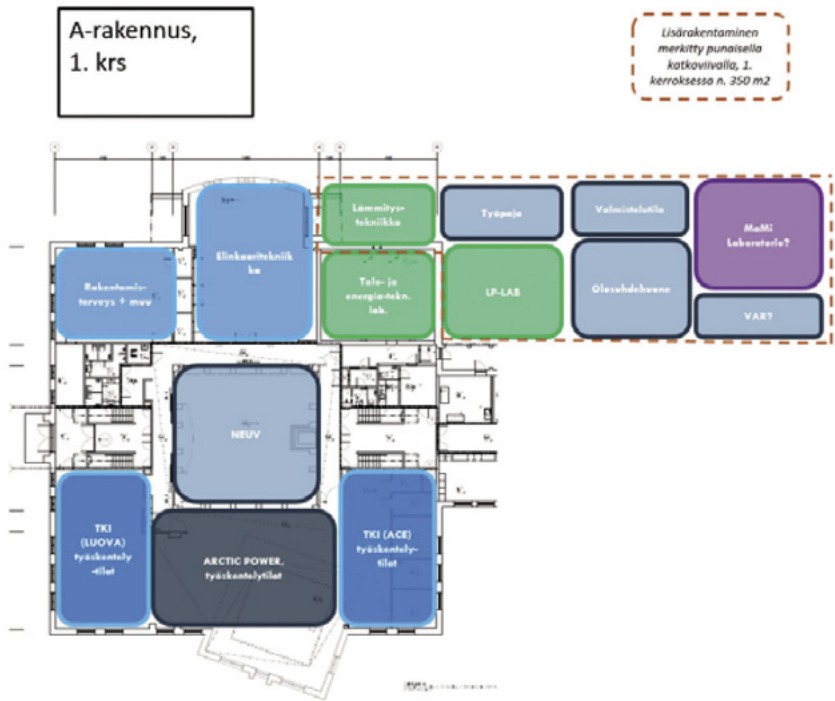 A-rakennus,
1. krs
Lisärakentaminen
merkitty punaisella
katkoviivalla, 1.
kerroksessa n. 350 m2
Lämmitys-
tekniikka
Työpaja
Valmistelutila
MaMi
Laboratorio?
Elinkaaritekniik
ka
Rakentamis-
terveys + muu
Talo- ja
energia-tekn.
lab.
LP-LAB
Olosuhdehuone
VAR?
NEUV
TKI
(LUOVA)
työskentely
-tilat
ARCTIC POWER,
työskentelytilat
TKI (ACE)
työskentely-
tilat